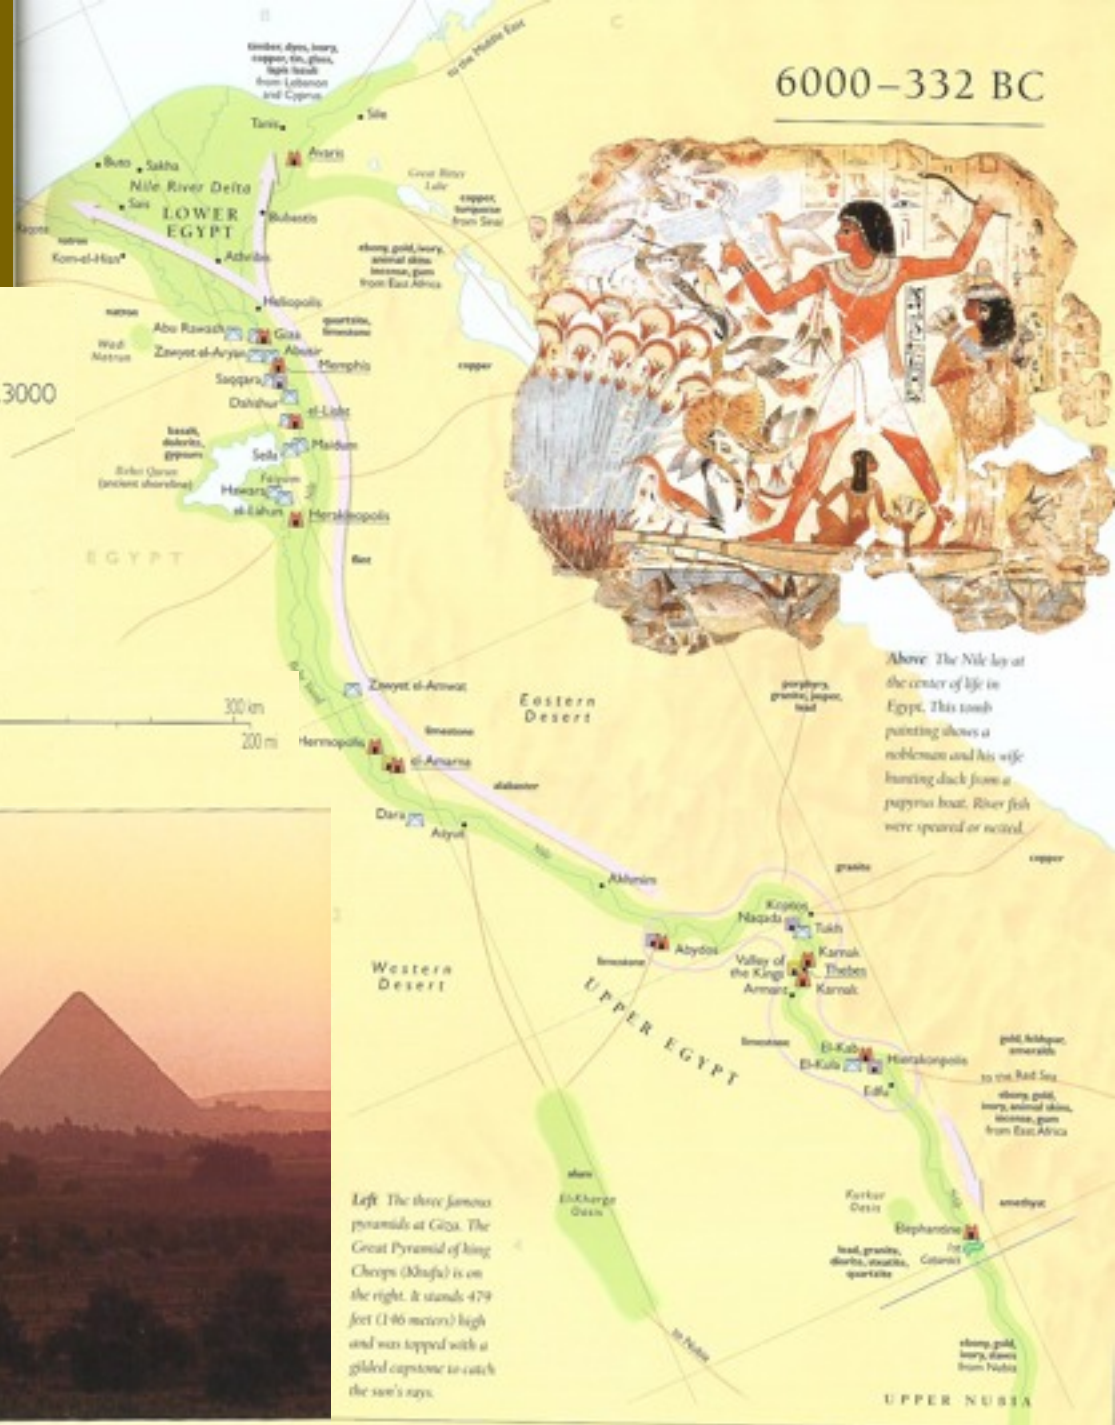 B
C
timber, dyes, ivory,
copper, tin, glass,
lapis lazuli
from Lebanon
and Cyprus
to the Middle East
6000–332 BC
Tanis
Sile
Avaris
Buto
Sakha
Nile River Delta
Great Bitter
Lake
Sais
LOWER
EGYPT
Bubastis
copper,
turquoise
from Sinai
natron
Kom-el-Hisn
Athribis
ebony, gold, ivory,
animal skins
incense, gum
from East Africa
Heliopolis
natron
Abu Rawash
Giza
quartzite,
limestone
Wadi
Natrun
Zawyet el-Aryan
Abusir
Memphis
copper
Saqqara
3000
Dahshur
el-Lisht
basalt,
dolerite,
gypsum
Seila
Maidum
Birket Qarun
(ancient shoreline)
Faiyum
Hawara
el-Lahun
Herakleopolis
EGYPT
flint
Above The Nile lay at
the center of life in
Egypt. This tomb
painting shows a
nobleman and his wife
hunting duck from a
papyrus boat. River fish
were speared or netted.
Zawyet el-Amwat
Eastern
Desert
porphyry,
granite, jasper,
lead
300 km
200 mi
limestone
Hermopolis
el-Amarna
alabaster
Dara
Asyut
Nile
Akhmim
granite
copper
Koptos
Naqada
Tukh
Abydos
limestone
Karnak
Valley of
the Kings
Thebes
Armant
Karnak
Western
Desert
UPPER EGYPT
limestone
El-Kab
El-Kula
Hierakonpolis
Edfu
gold, feldspar,
emeralds
to the Red Sea
ebony, gold,
ivory, animal skins,
incense, gum
from East Africa
alum
El-Kharga
Oasis
Kurkur
Oasis
Nile
amethyst
Elephantine
1st
Cataract
lead, granite,
diorite, steatite,
quartzite
Left The three famous
pyramids at Giza. The
Great Pyramid of king
Cheops (Khufu) is on
the right. It stands 479
feet (146 meters) high
and was topped with a
gilded capstone to catch
the sun's rays.
to Nubia
ebony, gold,
ivory, slaves
from Nubia
UPPER NUBIA